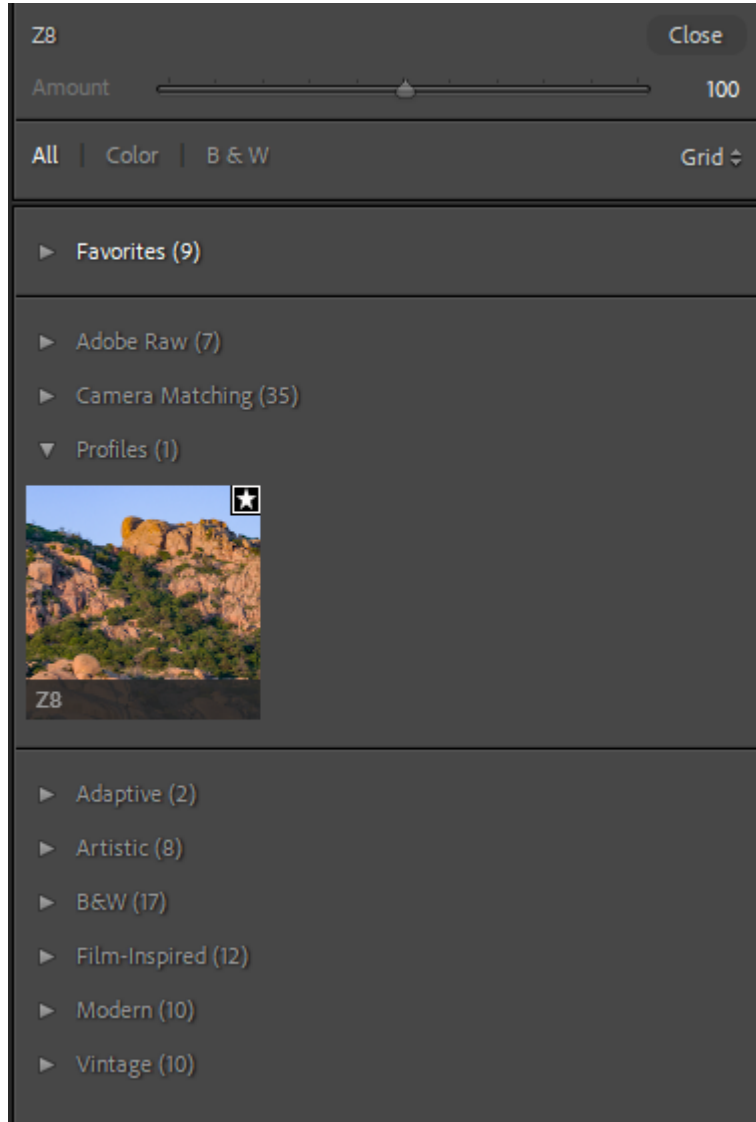 Z8 Close
Amount 100
All | Color | B & W Grid
Favorites (9)
Adobe Raw (7)
Camera Matching (35)
Profiles (1)
Z8
Adaptive (2)
Artistic (8)
B&W (17)
Film-Inspired (12)
Modern (10)
Vintage (10)